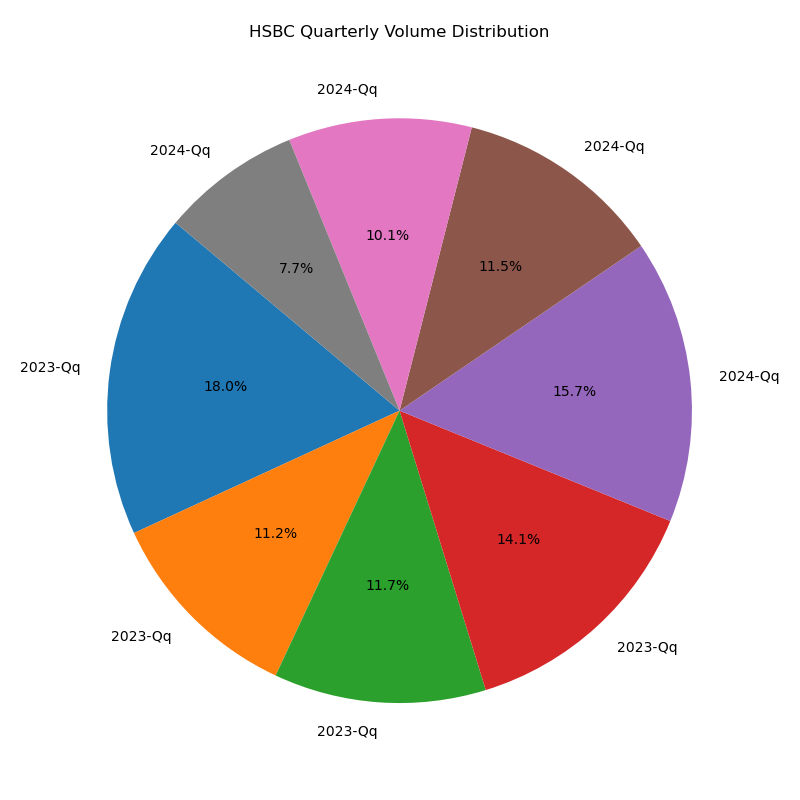 HSBC Quarterly Volume Distribution
2024-Qq
2024-Qq
2024-Qq
10.1%
11.5%
7.7%
2023-Qq
18.0%
15.7%
2024-Qq
11.2%
14.1%
11.7%
2023-Qq
2023-Qq
2023-Qq